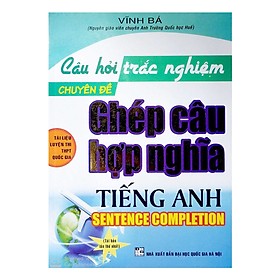 VĨNH BÁ
(Nguyên giáo viên chuyên Anh Trường Quốc học Huế)
Câu hỏi trắc nghiệm
CHUYÊN ĐỀ
Ghép câu
hợp nghĩa
TÀI LIỆU
LUYỆN THI
THPT
QUỐC GIA
TIẾNG ANH
SENTENCE COMPLETION
(Tái bản
lần thứ nhất)
NHÀ XUẤT BẢN ĐẠI HỌC QUỐC GIA HÀ NỘI